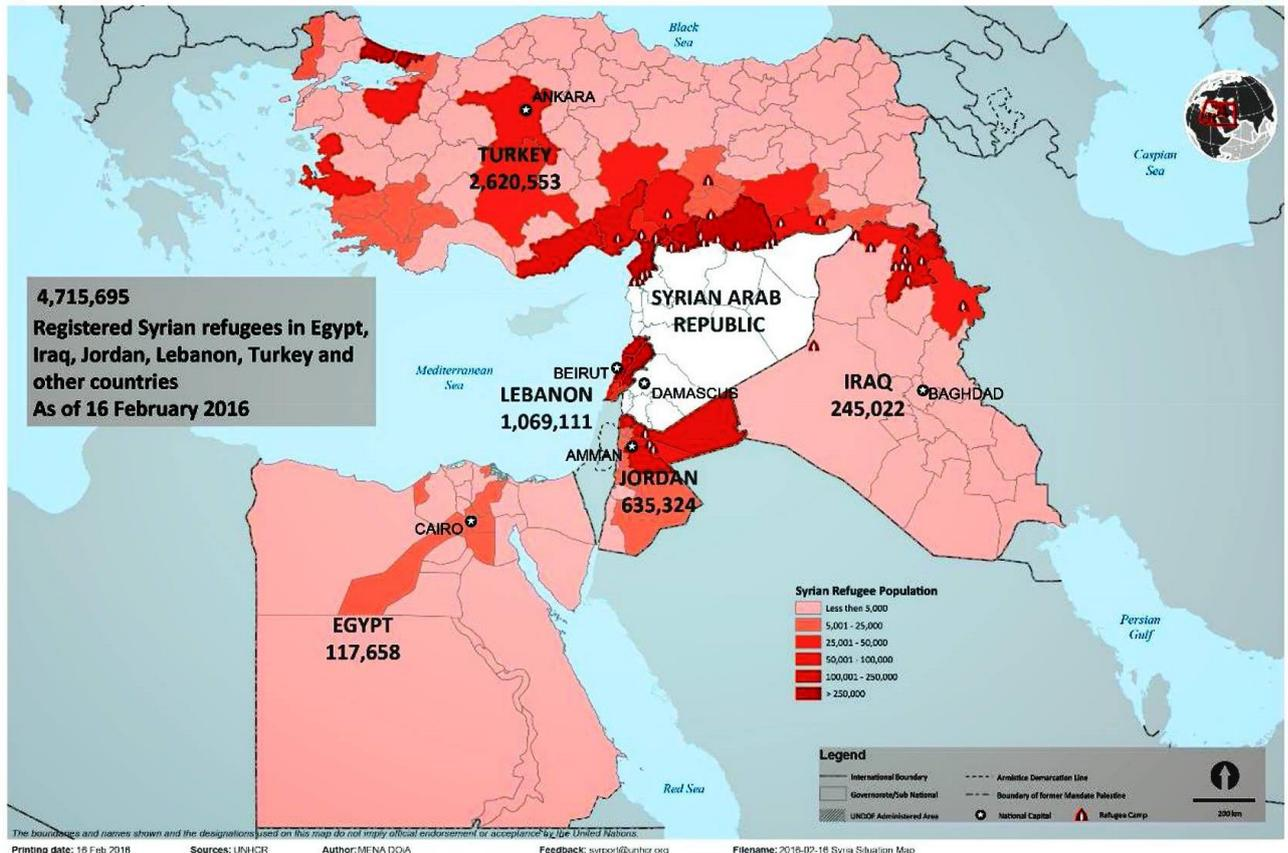 Black
Sea
ANKARA
TURKEY
2,620,553
Caspian
Sea
4,715,695
Registered Syrian refugees in Egypt,
Iraq, Jordan, Lebanon, Turkey and
other countries
As of 16 February 2016
SYRIAN ARAB
REPUBLIC
Mediterranean
Sea
BEIRUT
LEBANON
1,069,111
DAMASCUS
IRAQ
245,022
BAGHDAD
AMMAN
JORDAN
635,324
CAIRO
EGYPT
117,658
Syrian Refugee Population
Less then 5,000
5,001 - 25,000
25,001 - 50,000
50,001 - 100,000
100,001 - 250,000
> 250,000
Persian
Gulf
Red Sea
Legend
International Boundary
Armistice Demarcation Line
Governorate/Sub National
Boundary of former Mandate Palestine
UNDOF Administered Area
National Capital
Refugee Camp
200 km
The boundaries and names shown and the designations used on this map do not imply official endorsement or acceptance by the United Nations.
Printing date: 16 Feb 2016 Sources: UNHCR Author: MENA DOiA Feedback: syrport@unhcr.org Filename: 2016-02-16 Syria Situation Map